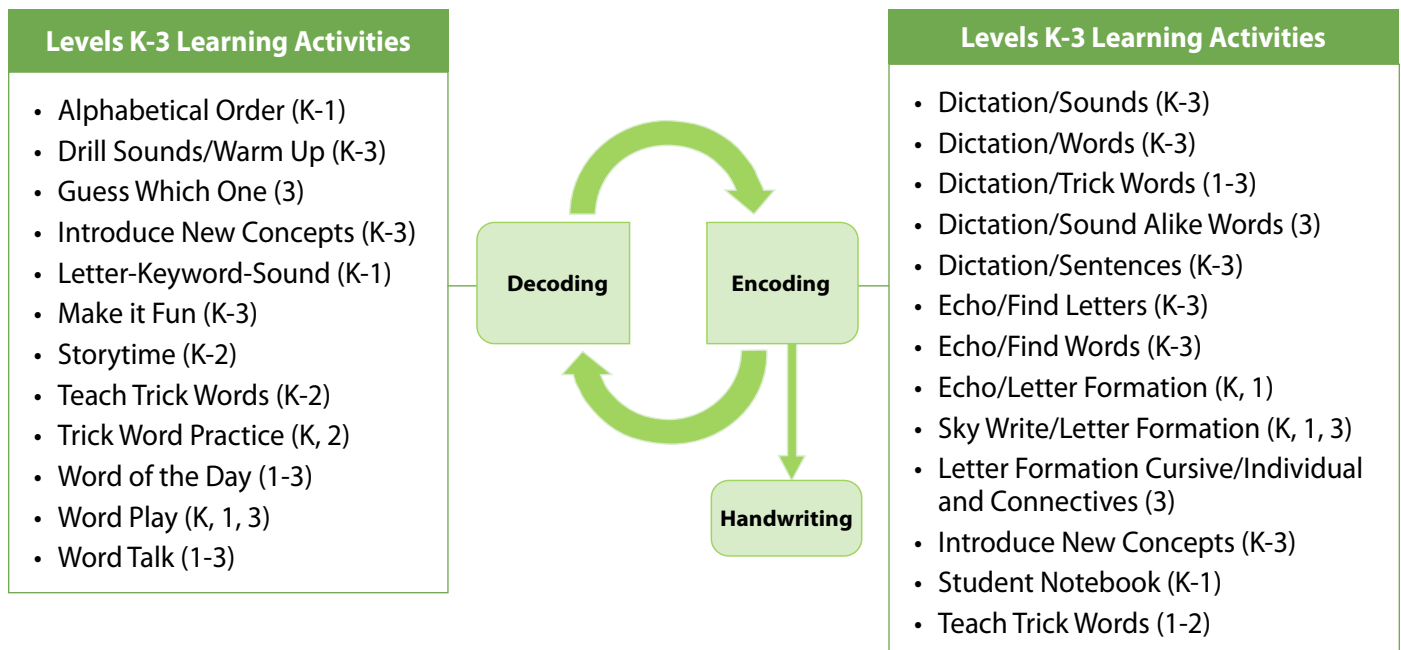 Levels K-3 Learning Activities
• Alphabetical Order (K-1)
• Drill Sounds/Warm Up (K-3)
• Guess Which One (3)
• Introduce New Concepts (K-3)
• Letter-Keyword-Sound (K-1)
• Make it Fun (K-3)
• Storytime (K-2)
• Teach Trick Words (K-2)
• Trick Word Practice (K, 2)
• Word of the Day (1-3)
• Word Play (K, 1, 3)
• Word Talk (1-3)
Decoding
Encoding
Handwriting
Levels K-3 Learning Activities
• Dictation/Sounds (K-3)
• Dictation/Words (K-3)
• Dictation/Trick Words (1-3)
• Dictation/Sound Alike Words (3)
• Dictation/Sentences (K-3)
• Echo/Find Letters (K-3)
• Echo/Find Words (K-3)
• Echo/Letter Formation (K, 1)
• Sky Write/Letter Formation (K, 1, 3)
• Letter Formation Cursive/Individual
and Connectives (3)
• Introduce New Concepts (K-3)
• Student Notebook (K-1)
• Teach Trick Words (1-2)